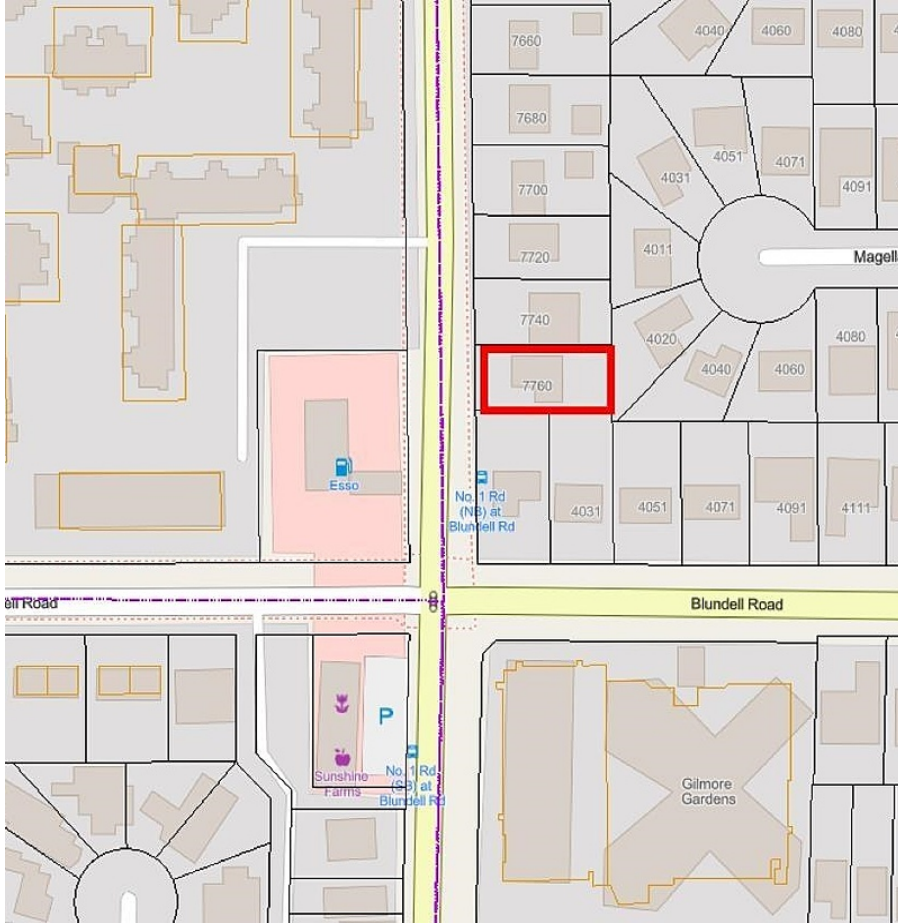 7660
4040
4060
4080
7680
4051
4071
4031
4091
7700
7720
4011
Magell
7740
4020
4080
4040
4060
7760
Esso
No. 1 Rd
(NB) at
Blundell Rd
4031
4051
4071
4091
4111
ell Road
Blundell Road
P
Sunshine
Farms
No. 1 Rd
(SB) at
Blundell Rd
Gilmore
Gardens